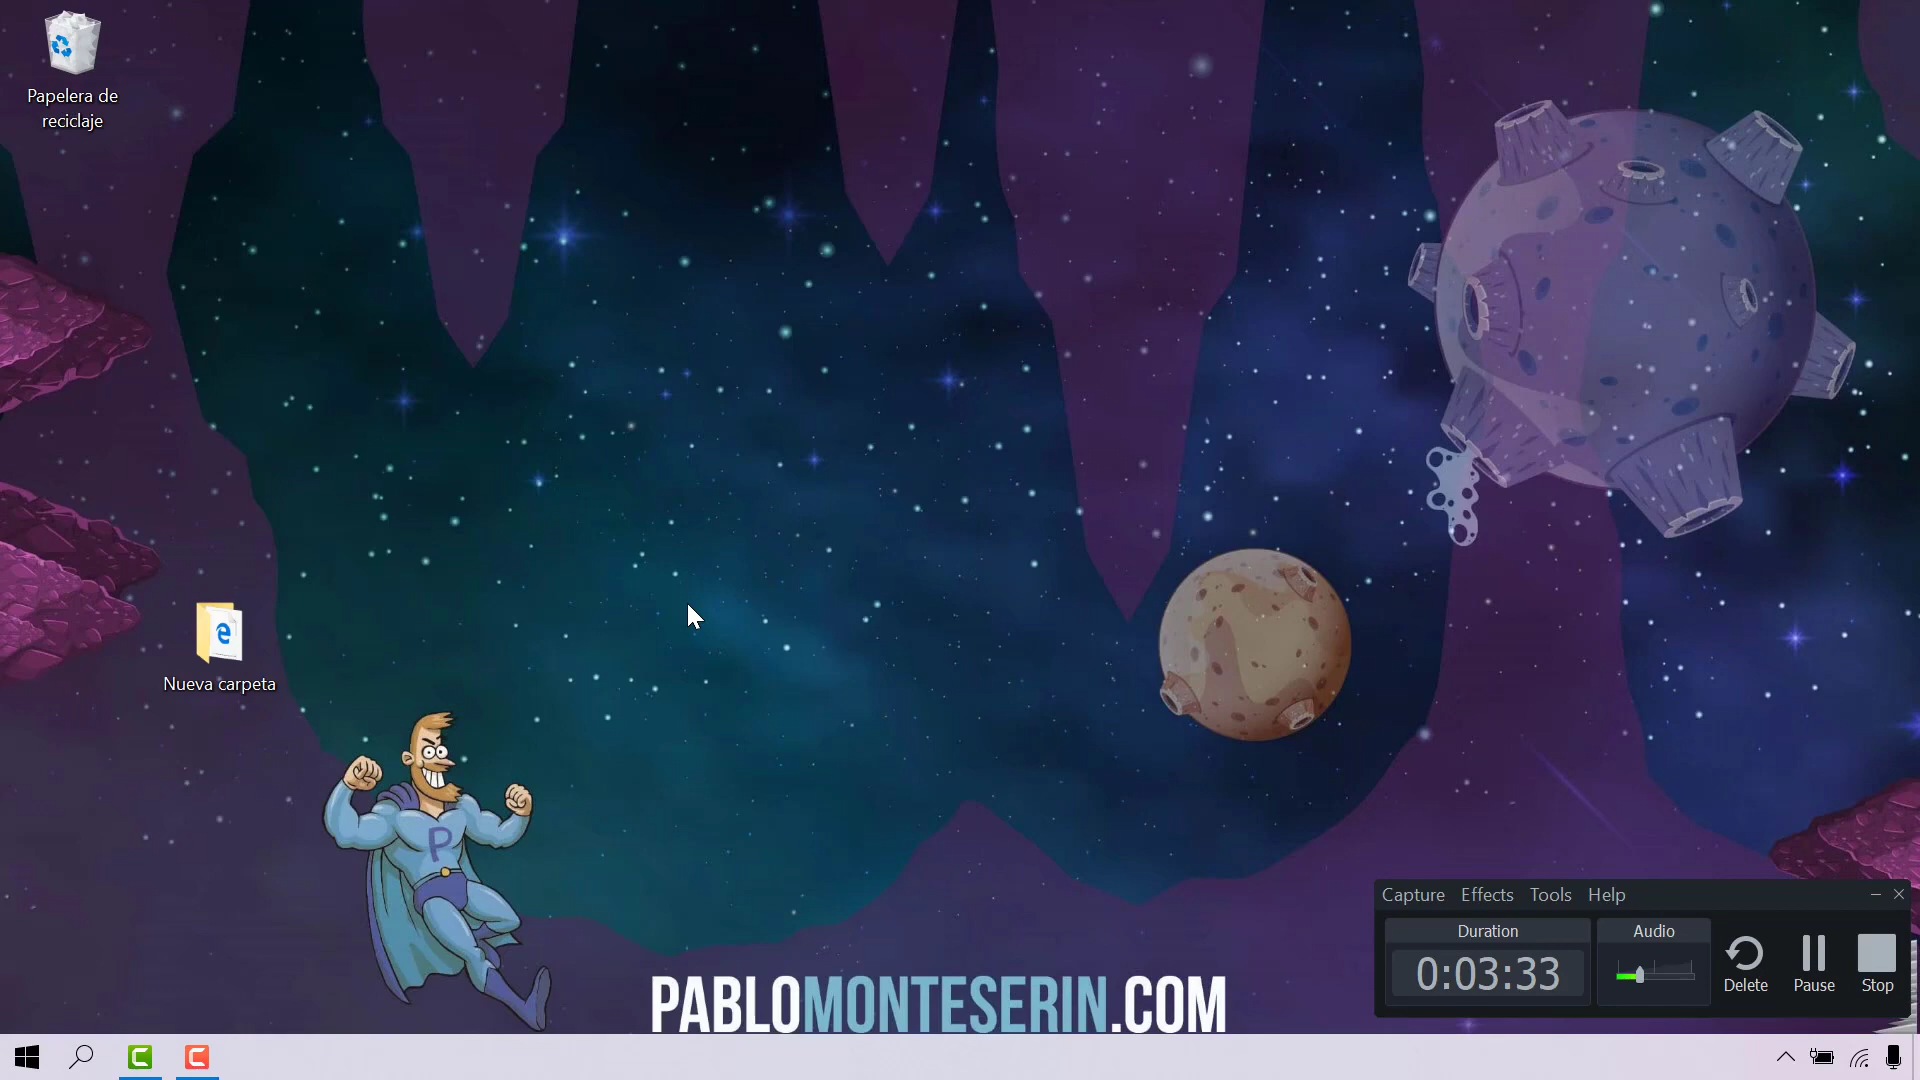 Papelera de
reciclaje
Nueva carpeta
P
PABLOMONTESERIN.COM
Capture Effects Tools Help
Duration
Audio
0:03:33
Delete Pause Stop